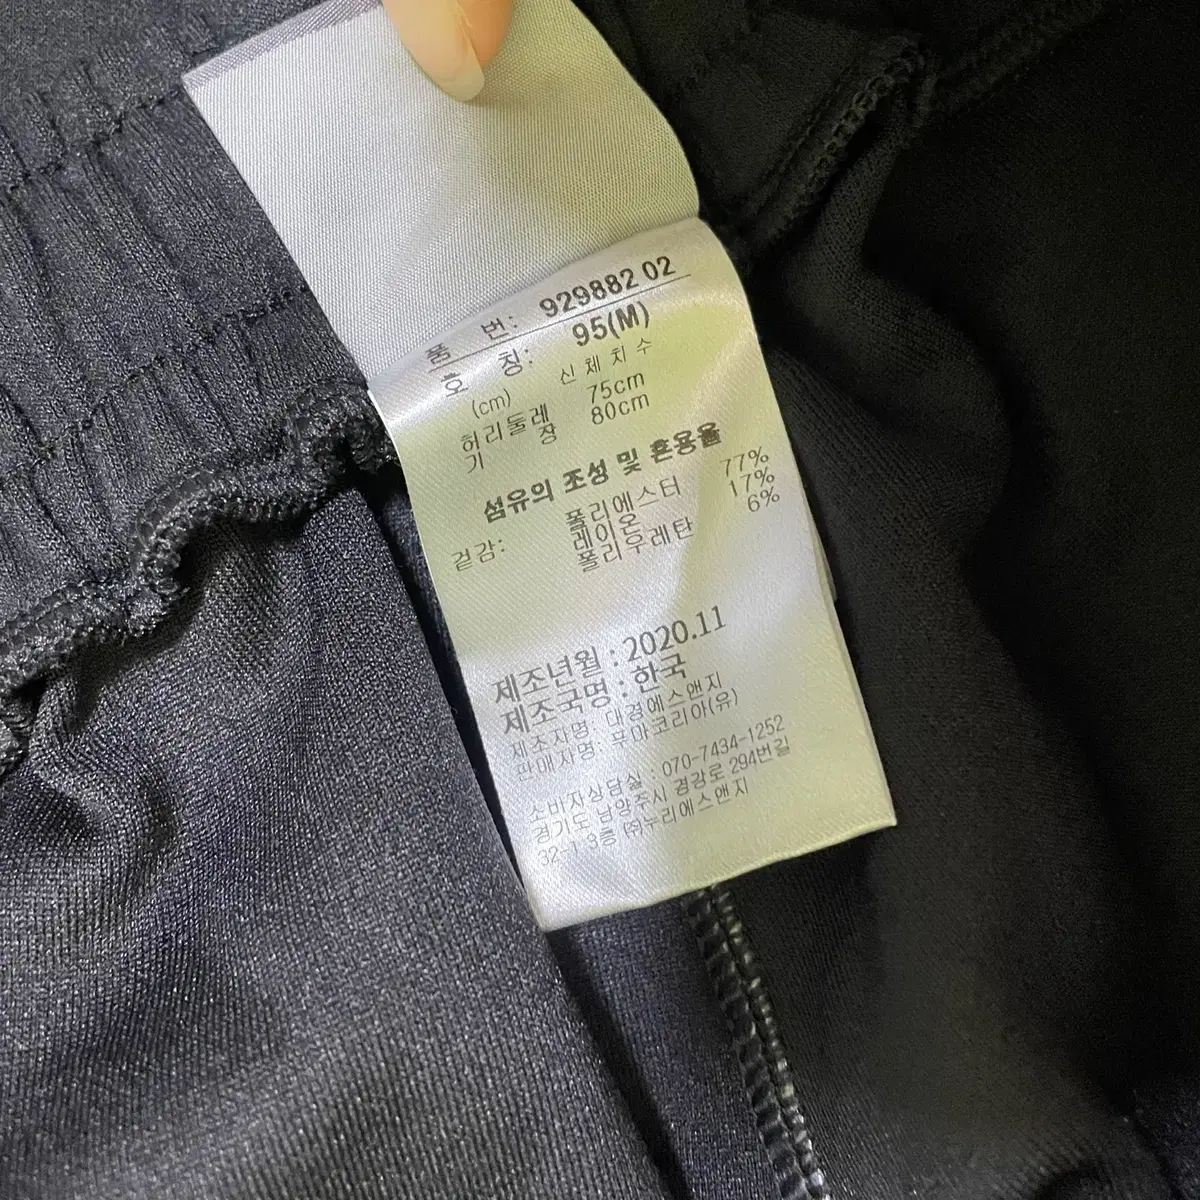 품 번: 929882 02
호 칭: 95(M)
(cm) 신체치수
허리둘레 75cm
기 장 80cm
섬유의 조성 및 혼용율
폴리에스터 77%
겉감: 레이온 17%
폴리우레탄 6%
제조년월 : 2020.11
제조국명 : 한국
제조자명 : 대경에스앤지
판매사명 : 푸마코리아(유)
소비자상담실 : 070-7434-1252
경기도 남양주시 경강로 294번길
32-1 3층 ㈜누리에스앤지